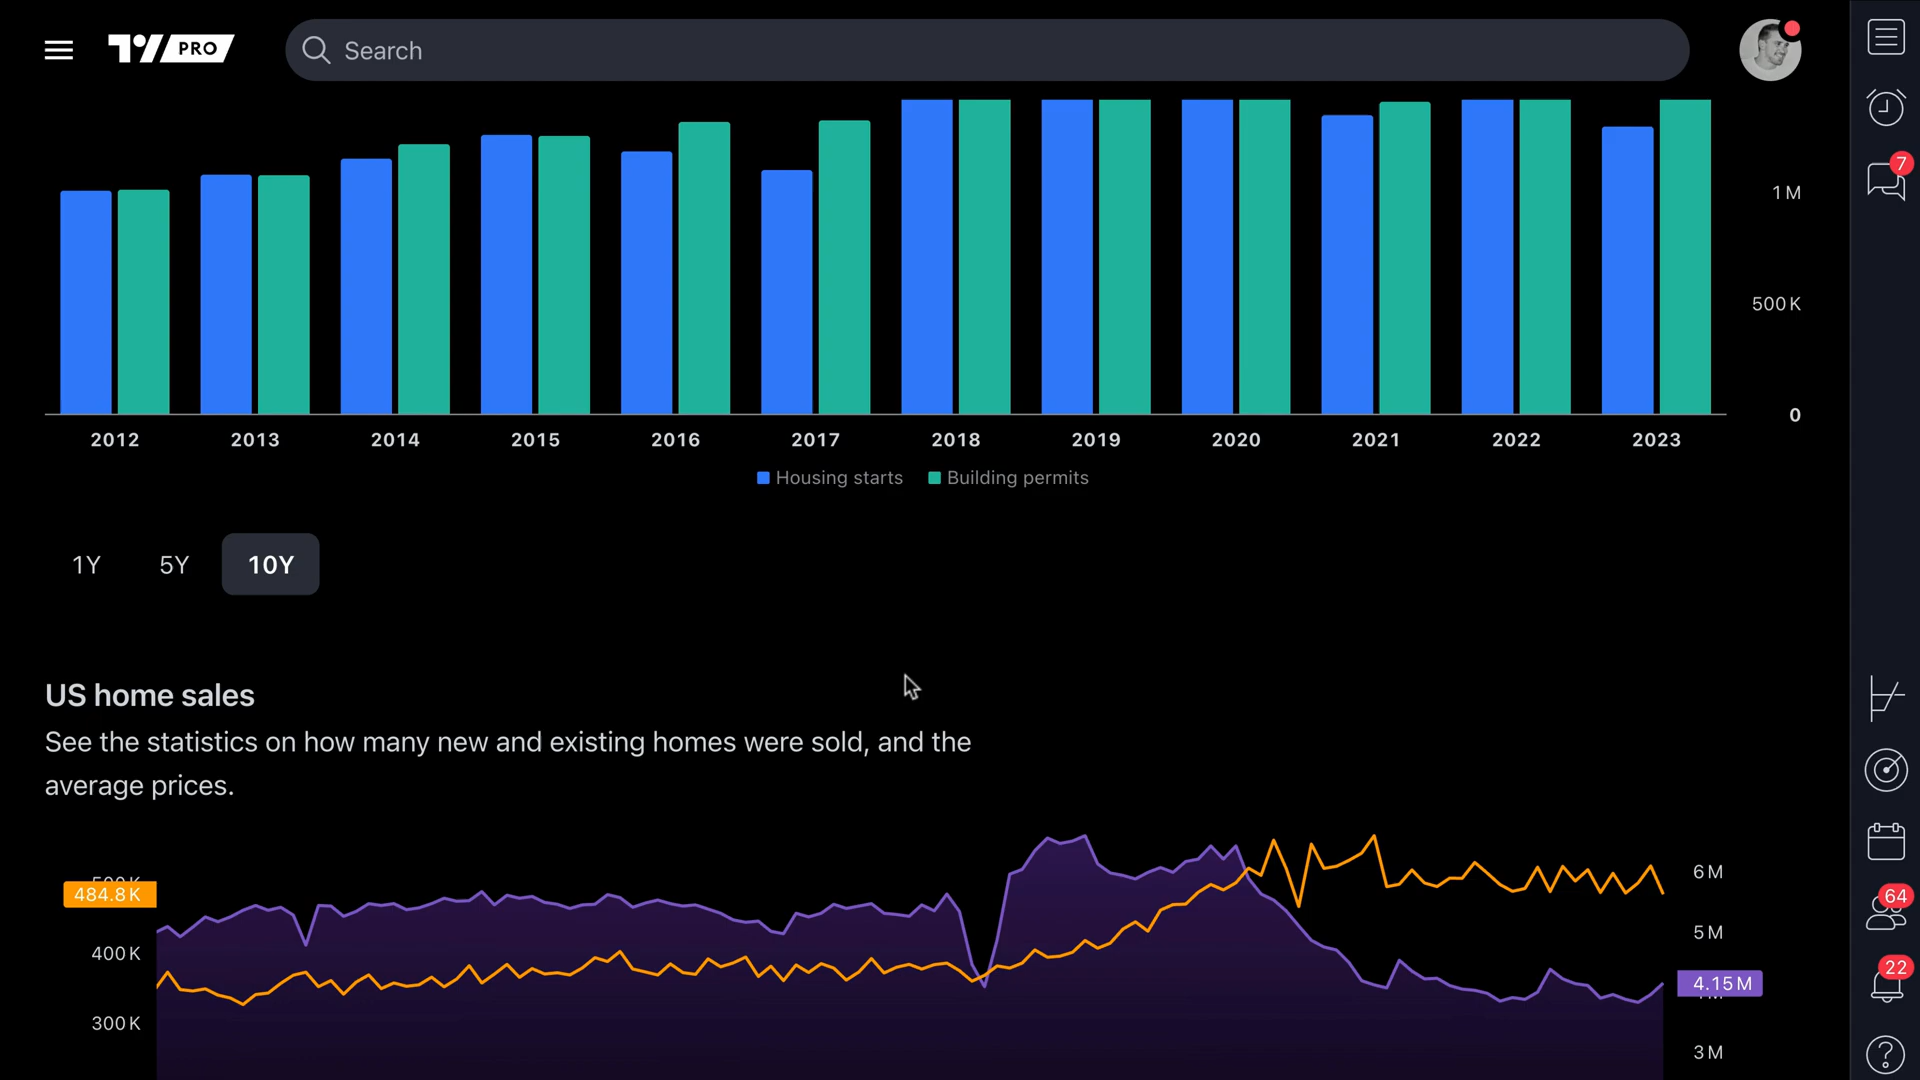 TV PRO
Search
7
1 M
500 K
0
2012 2013 2014 2015 2016 2017 2018 2019 2020 2021 2022 2023
Housing starts Building permits
1Y 5Y 10Y
US home sales
See the statistics on how many new and existing homes were sold, and the
average prices.
6 M
484.8 K
64
5 M
400 K
22
4.15 M
300 K
3 M
?